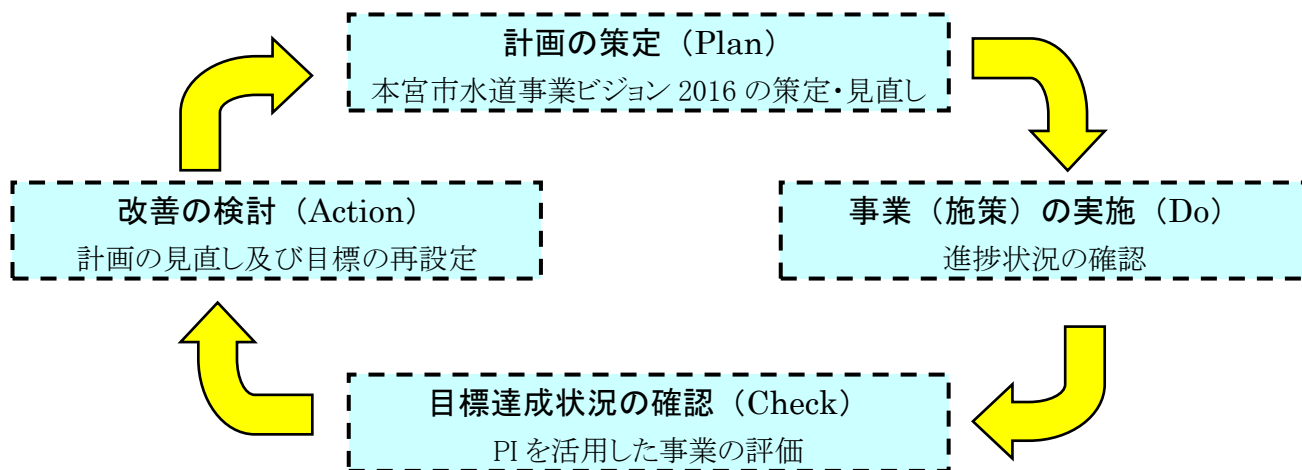 計画の策定（Plan）
本宮市水道事業ビジョン 2016 の策定・見直し
改善の検討（Action）
計画の見直し及び目標の再設定
事業（施策）の実施（Do）
進捗状況の確認
目標達成状況の確認（Check）
PI を活用した事業の評価